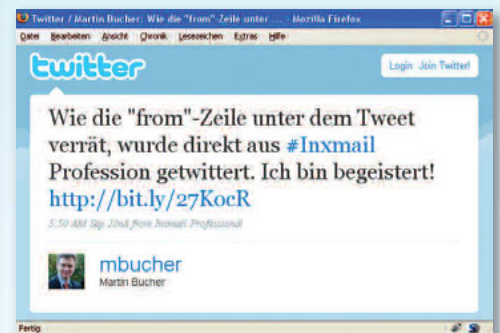 Twitter / Martin Bucher: Wie die "from"-Zeile unter ... - Mozilla Firefox
Datei Bearbeiten Ansicht Chronik Lesezeichen Extras Hilfe
twitter
Login Join Twitter!
Wie die "from"-Zeile unter dem Tweet
verrät, wurde direkt aus #Inxmail
Profession getwittert. Ich bin begeistert!
http://bit.ly/27KocR
5:50 AM Sep 22nd from Inxmail Professional
mbucher
Martin Bucher
Fertig